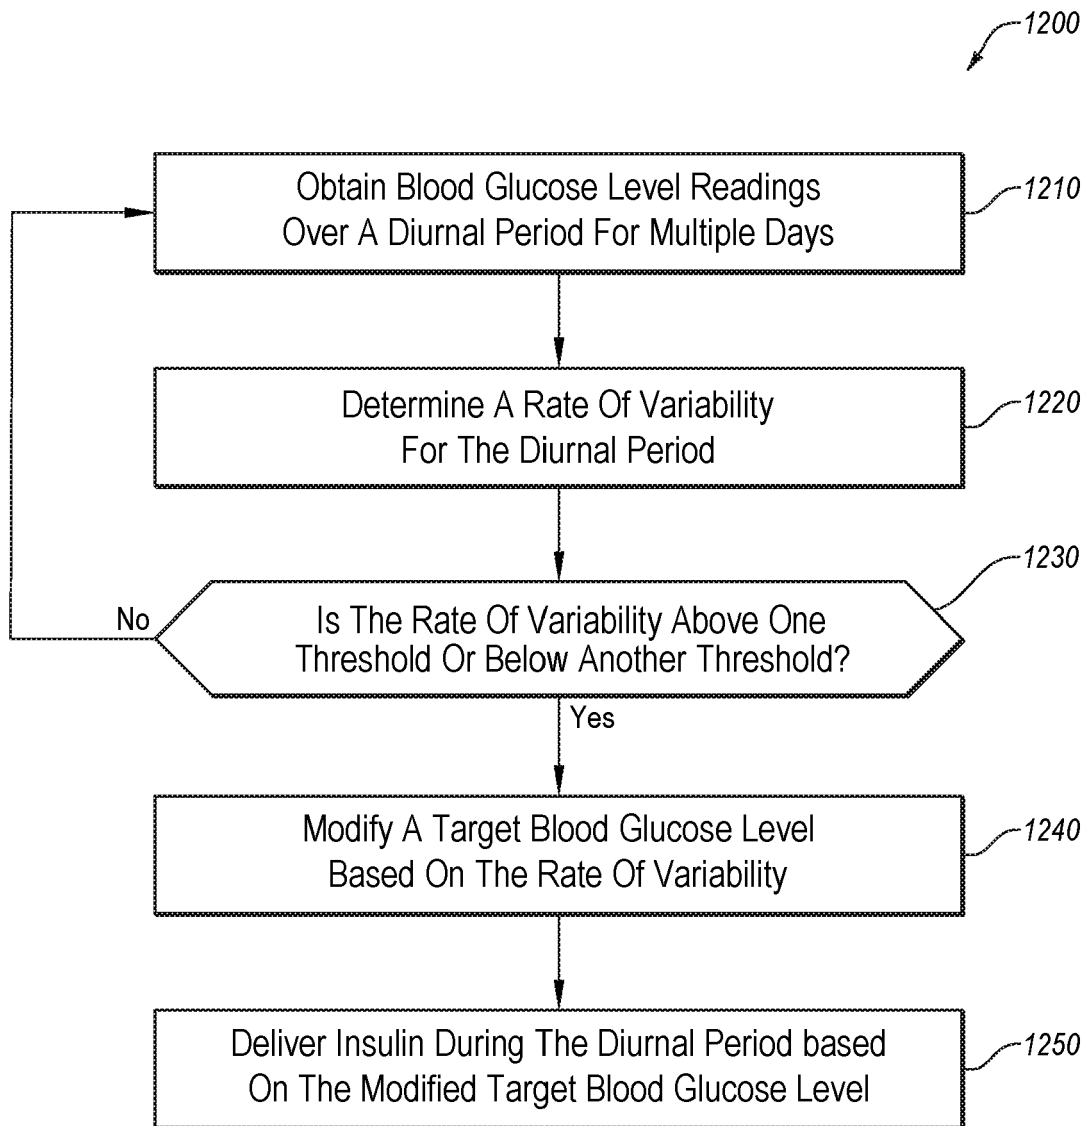 1200
Obtain Blood Glucose Level Readings
Over A Diurnal Period For Multiple Days
1210
Determine A Rate Of Variability
For The Diurnal Period
1220
Is The Rate Of Variability Above One
Threshold Or Below Another Threshold?
1230
No
Yes
Modify A Target Blood Glucose Level
Based On The Rate Of Variability
1240
Deliver Insulin During The Diurnal Period based
On The Modified Target Blood Glucose Level
1250